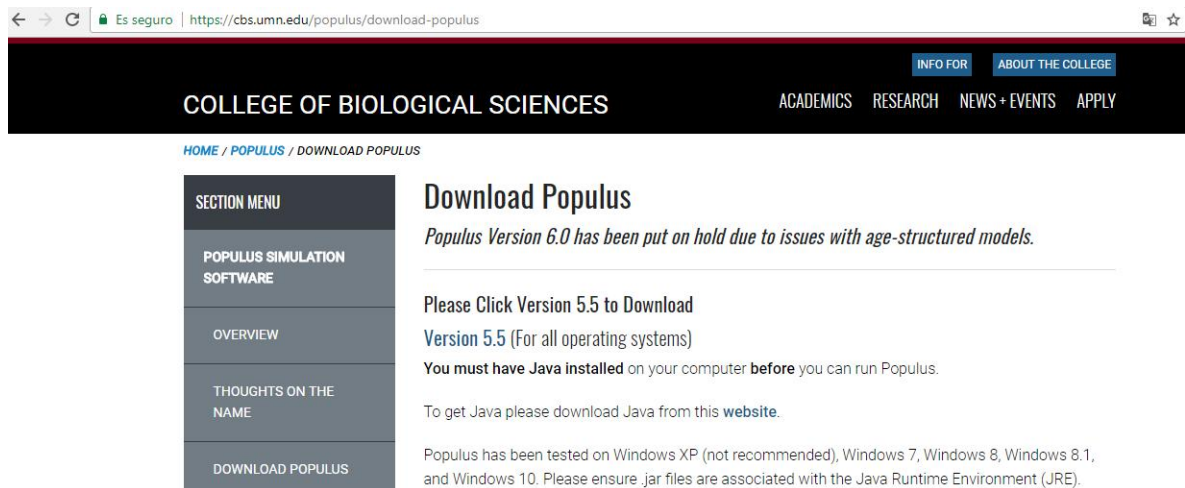 Es seguro | https://cbs.umn.edu/populus/download-populus
INFO FOR ABOUT THE COLLEGE
COLLEGE OF BIOLOGICAL SCIENCES
ACADEMICS RESEARCH NEWS + EVENTS APPLY
HOME / POPULUS / DOWNLOAD POPULUS
SECTION MENU
POPULUS SIMULATION
SOFTWARE
OVERVIEW
THOUGHTS ON THE
NAME
DOWNLOAD POPULUS
Download Populus
Populus Version 6.0 has been put on hold due to issues with age-structured models.
Please Click Version 5.5 to Download
Version 5.5 (For all operating systems)
You must have Java installed on your computer before you can run Populus.
To get Java please download Java from this website.
Populus has been tested on Windows XP (not recommended), Windows 7, Windows 8, Windows 8.1,
and Windows 10. Please ensure .jar files are associated with the Java Runtime Environment (JRE).